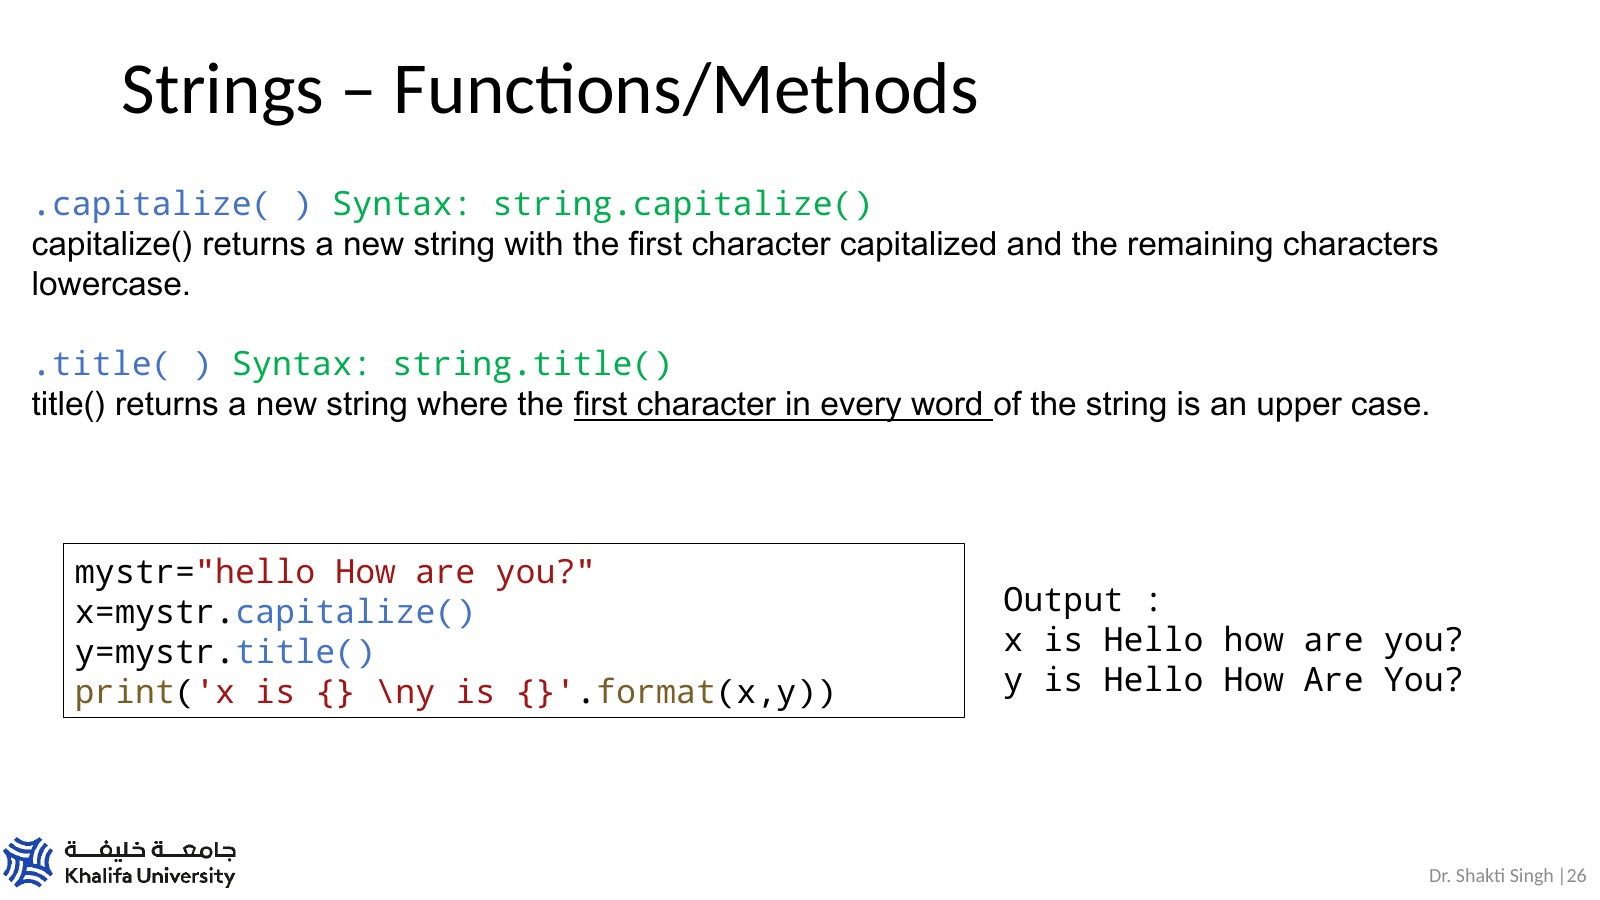 Strings – Functions/Methods
.capitalize( ) Syntax: string.capitalize()
capitalize() returns a new string with the first character capitalized and the remaining characters
lowercase.
.title( ) Syntax: string.title()
title() returns a new string where the first character in every word of the string is an upper case.
mystr="hello How are you?"
x=mystr.capitalize()
y=mystr.title()
print('x is {} \ny is {}'.format(x,y))
Output :
x is Hello how are you?
y is Hello How Are You?
جامعة خليفة
Khalifa University
Dr. Shakti Singh |26